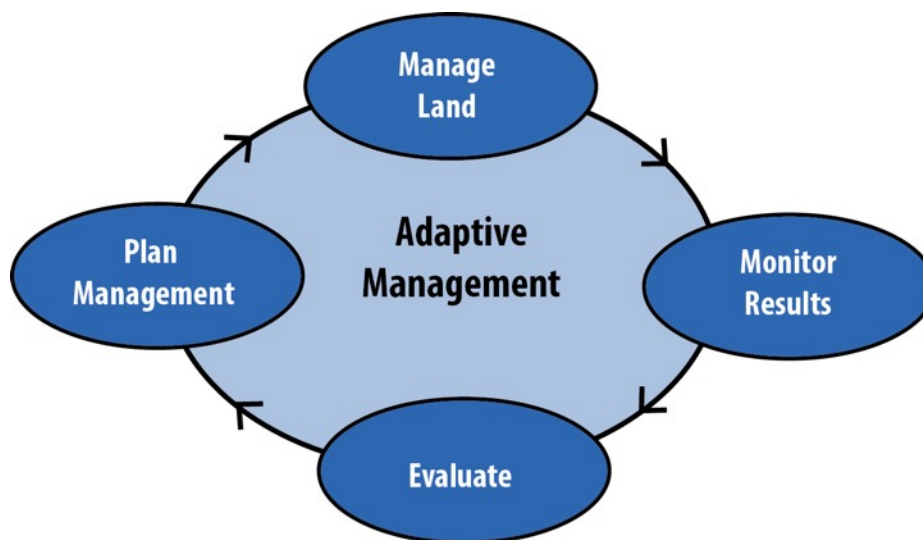 Manage
Land
Adaptive
Management
Plan
Management
Monitor
Results
Evaluate